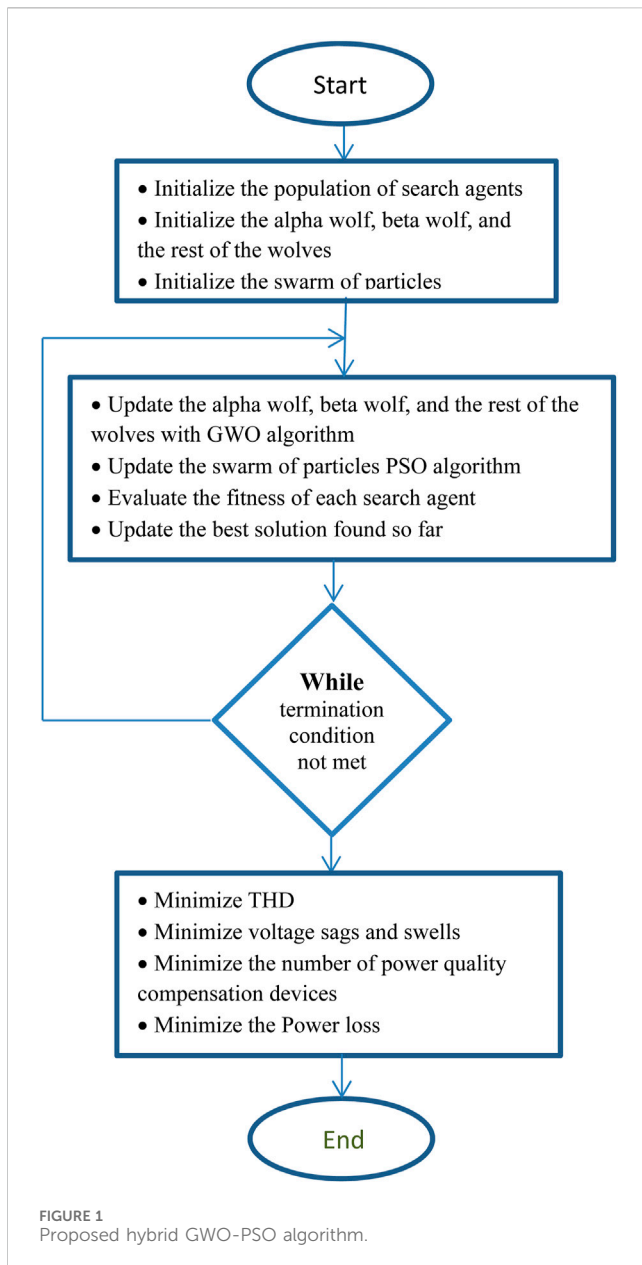 Start
• Initialize the population of search agents
• Initialize the alpha wolf, beta wolf, and
the rest of the wolves
• Initialize the swarm of particles
• Update the alpha wolf, beta wolf, and the rest of the
wolves with GWO algorithm
• Update the swarm of particles PSO algorithm
• Evaluate the fitness of each search agent
• Update the best solution found so far
While
termination
condition
not met
• Minimize THD
• Minimize voltage sags and swells
• Minimize the number of power quality
compensation devices
• Minimize the Power loss
End
FIGURE 1
Proposed hybrid GWO-PSO algorithm.